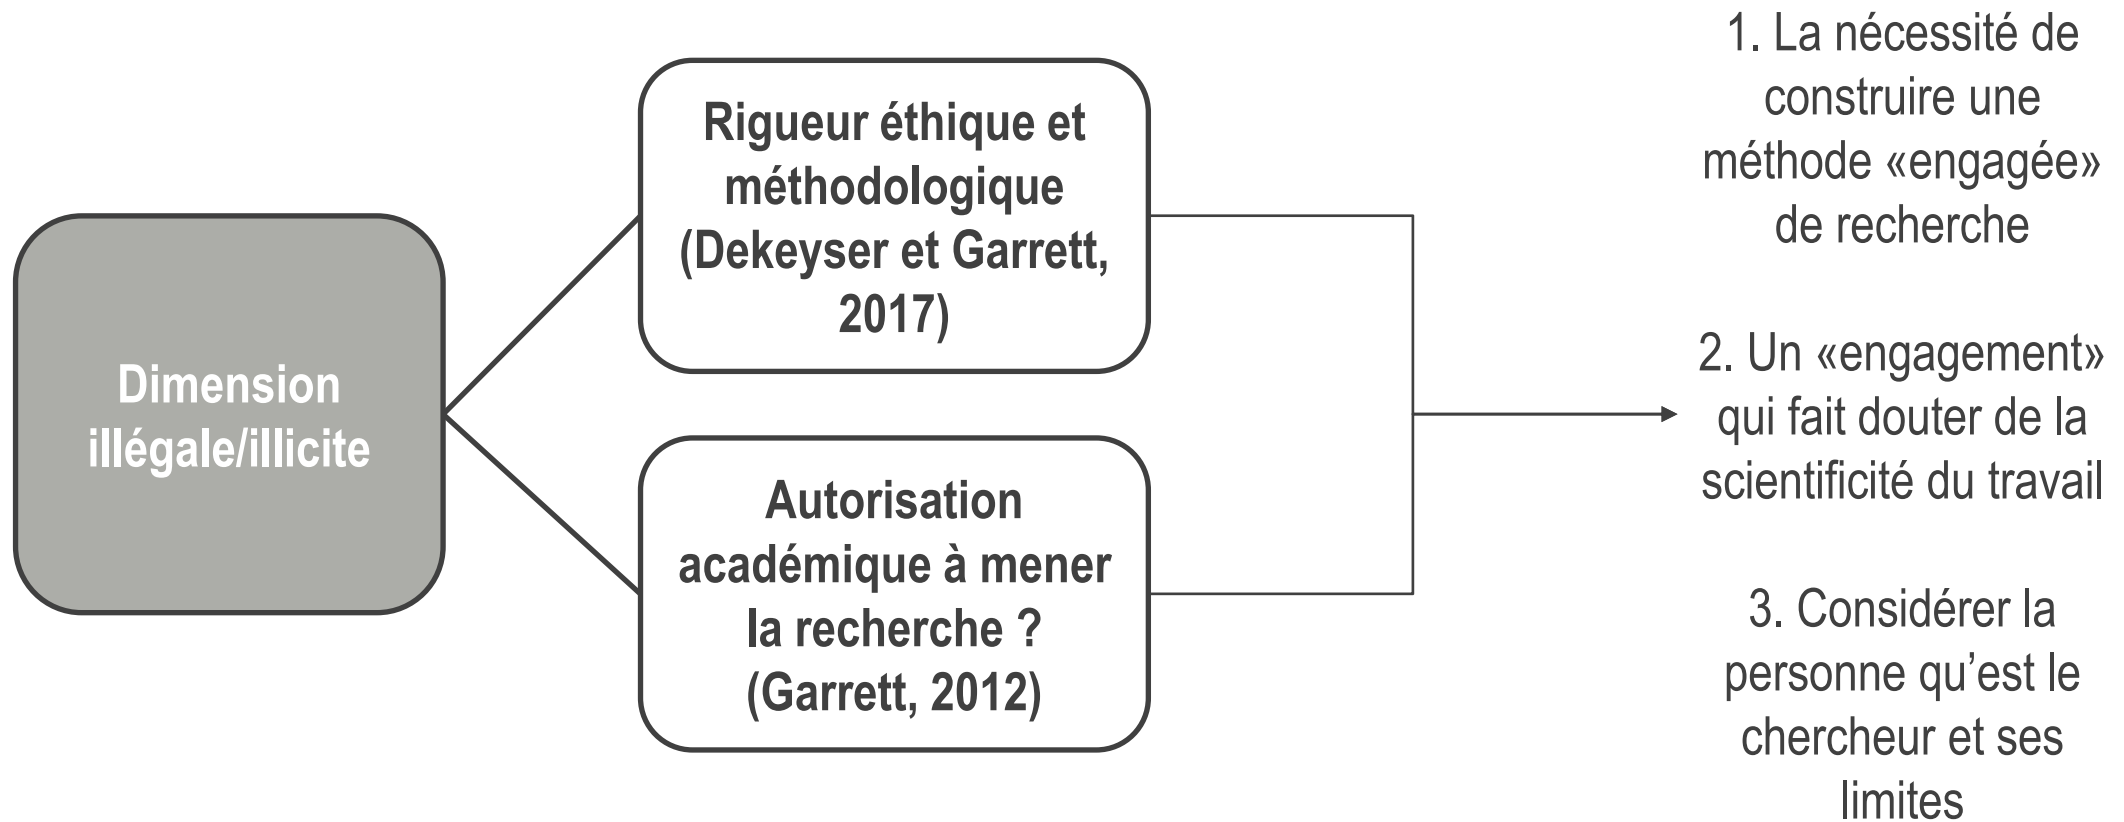 Dimension
illégale/illicite
Rigueur éthique et
méthodologique
(Dekeyser et Garrett,
2017)
Autorisation
académique à mener
la recherche ?
(Garrett, 2012)
1. La nécessité de
construire une
méthode «engagée»
de recherche
2. Un «engagement»
qui fait douter de la
scientificité du travail
3. Considérer la
personne qu’est le
chercheur et ses
limites